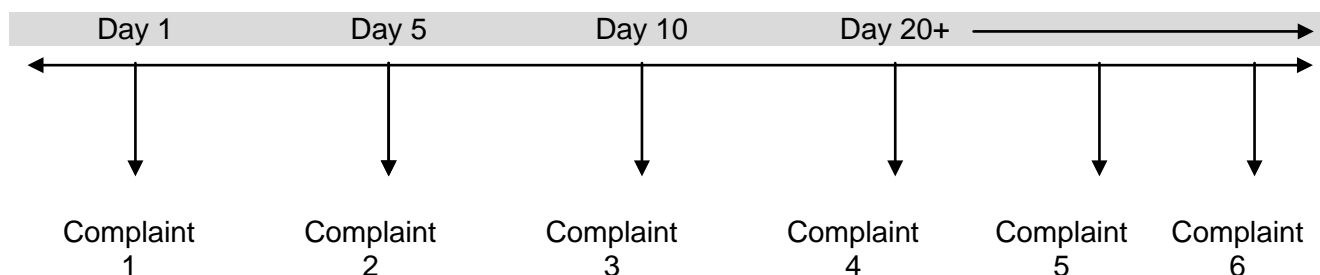 Day 1 Day 5 Day 10 Day 20+
Complaint Complaint Complaint Complaint Complaint Complaint
1 2 3 4 5 6